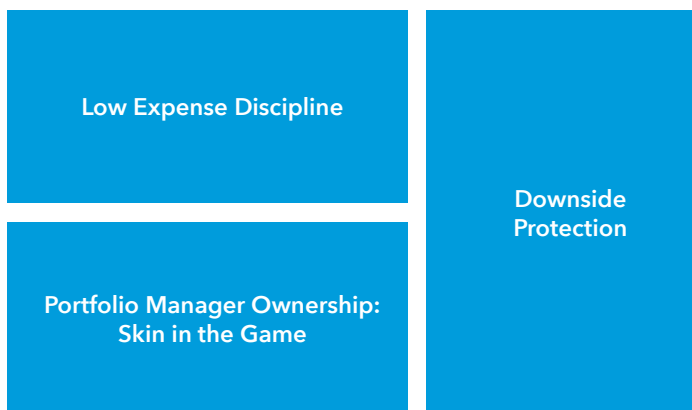 Low Expense Discipline
Portfolio Manager Ownership:
Skin in the Game
Downside
Protection